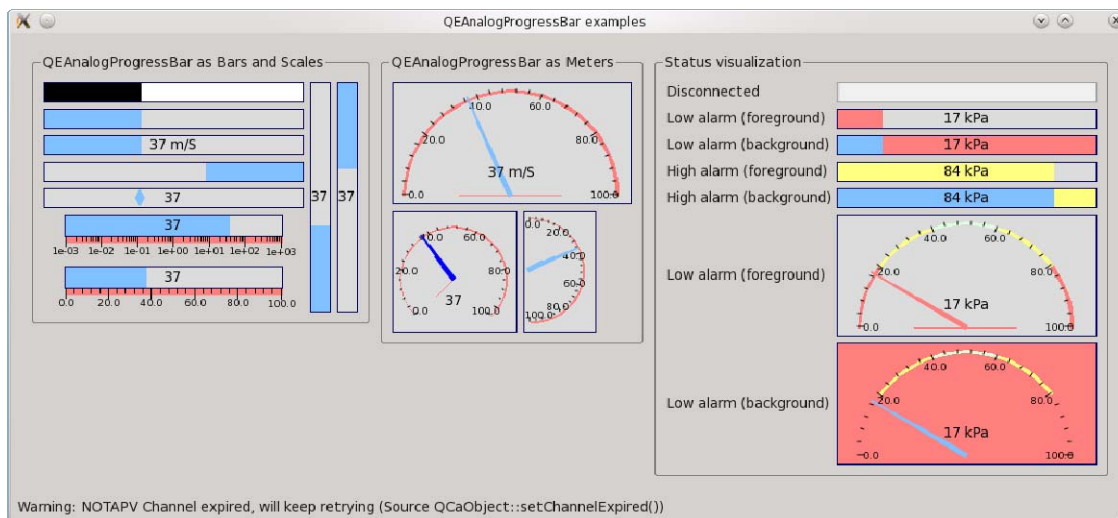 QEAnalogProgressBar examples
QEAnalogProgressBar as Bars and Scales
37 m/S
37
37
1e-03 1e-02 1e-01 1e+00 1e+01 1e+02 1e+03
37
0.0 20.0 40.0 60.0 80.0 100.0
37
37
QEAnalogProgressBar as Meters
0.0 20.0 40.0 60.0 80.0 100.0
37 m/S
0.0 20.0 40.0 60.0 80.0 100.0
37
0.0 20.0 40.0 60.0 80.0 100.0
Status visualization
Disconnected
Low alarm (foreground) 17 kPa
Low alarm (background) 17 kPa
High alarm (foreground) 84 kPa
High alarm (background) 84 kPa
Low alarm (foreground)
0.0 20.0 40.0 60.0 80.0 100.0
17 kPa
Low alarm (background)
0.0 20.0 40.0 60.0 80.0 100.0
17 kPa
Warning: NOTAPV Channel expired, will keep retrying (Source QCaObject::setChannelExpired())